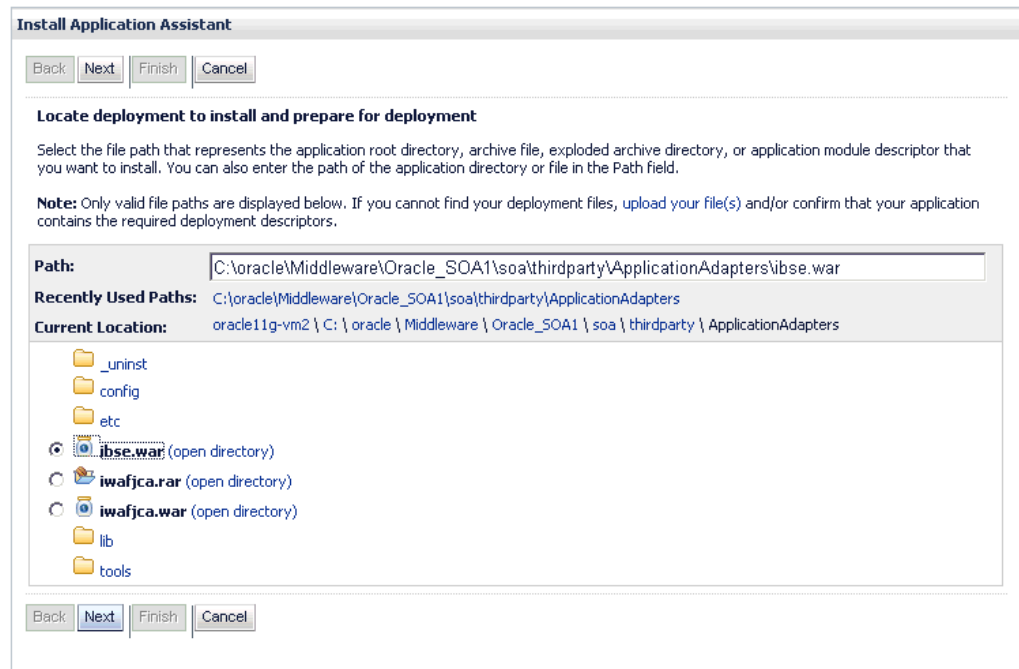 Install Application Assistant
Back Next Finish Cancel
Locate deployment to install and prepare for deployment
Select the file path that represents the application root directory, archive file, exploded archive directory, or application module descriptor that
you want to install. You can also enter the path of the application directory or file in the Path field.
Note: Only valid file paths are displayed below. If you cannot find your deployment files, upload your file(s) and/or confirm that your application
contains the required deployment descriptors.
Path: C:\oracle\Middleware\Oracle_SOA1\soa\thirdparty\ApplicationAdapters\ibse.war
Recently Used Paths: C:\oracle\Middleware\Oracle_SOA1\soa\thirdparty\ApplicationAdapters
Current Location: oracle11g-vm2 \ C: \ oracle \ Middleware \ Oracle_SOA1 \ soa \ thirdparty \ ApplicationAdapters
_uninst
config
etc
ibse.war (open directory)
iwafjca.rar (open directory)
iwafjca.war (open directory)
lib
tools
Back Next Finish Cancel